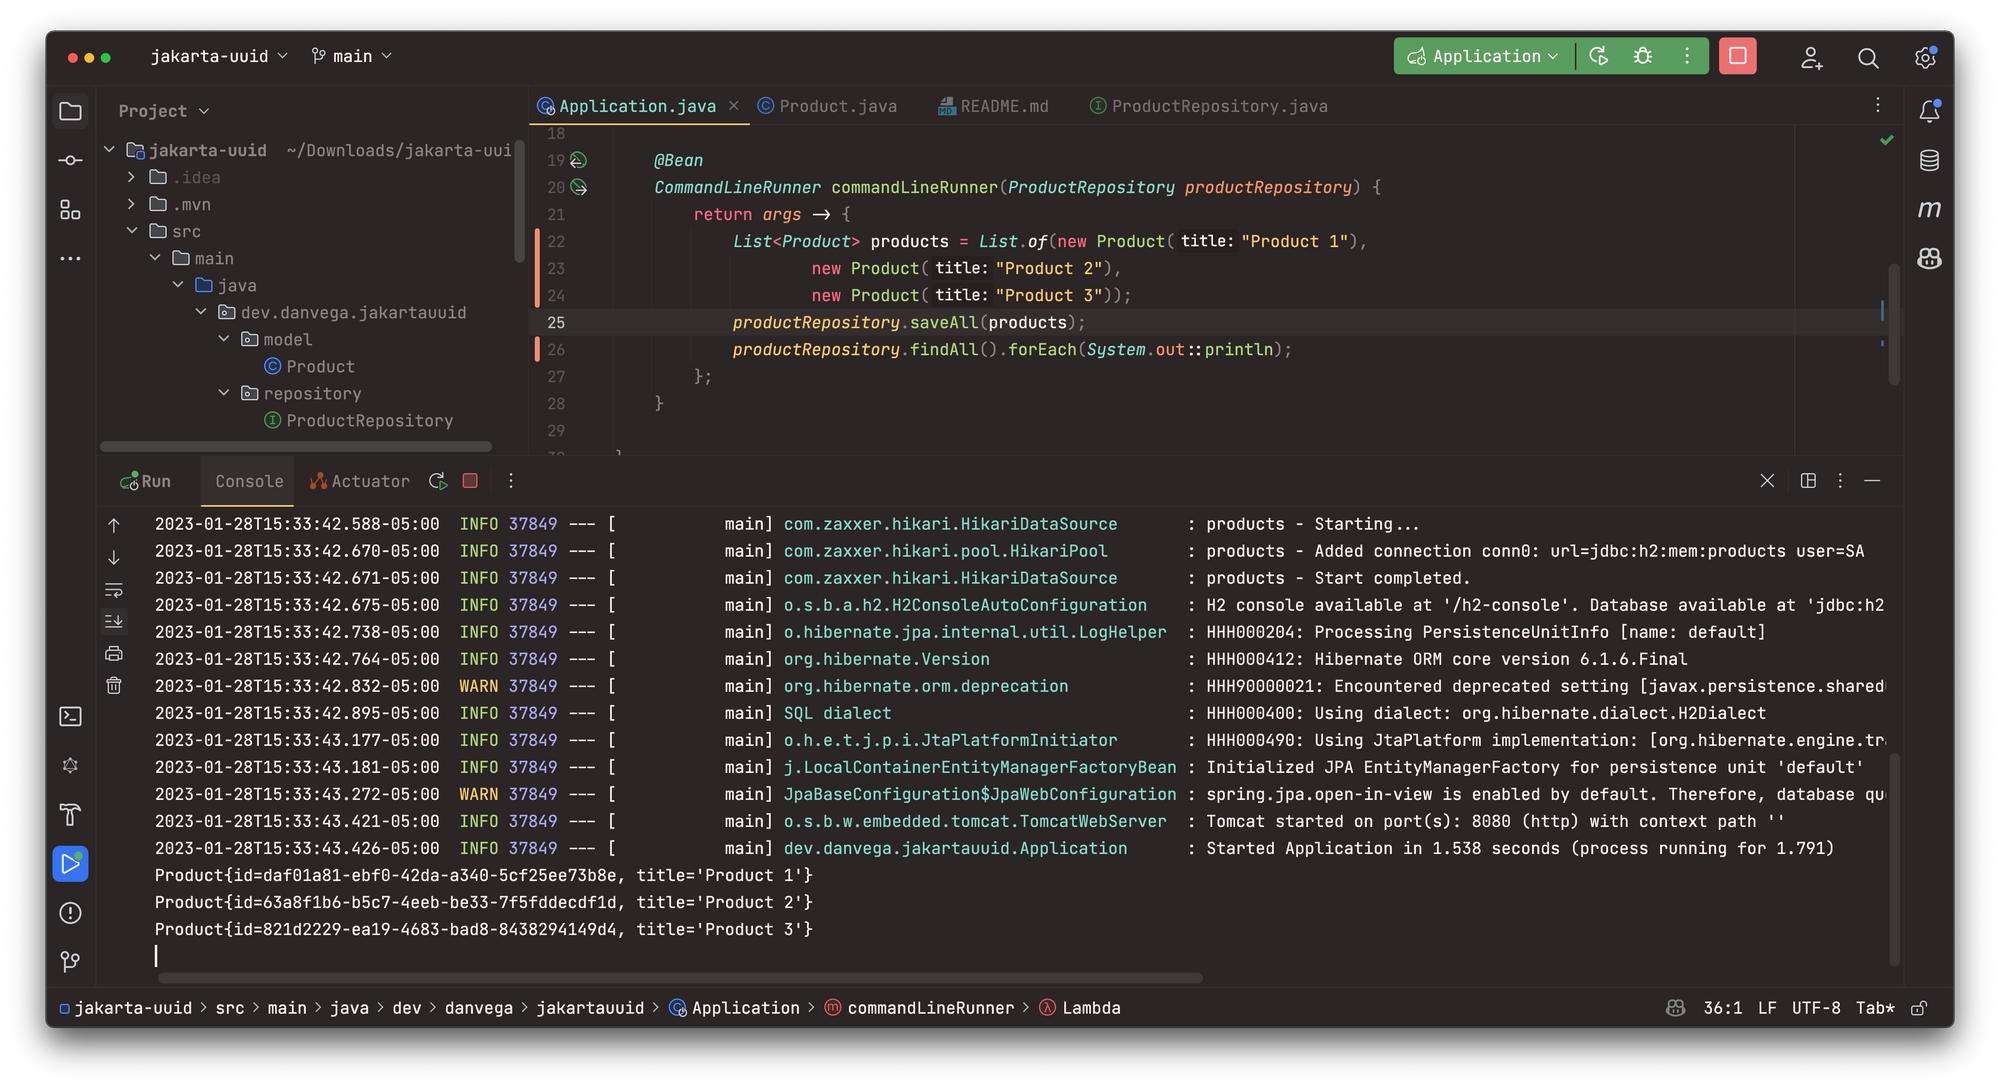 jakarta-uuid main Application
Project
Application.java Product.java README.md ProductRepository.java
jakarta-uuid ~/Downloads/jakarta-uui
.idea
.mvn
src
main
java
dev.danvega.jakartauuid
model
Product
repository
ProductRepository
18
19 @Bean
20 CommandLineRunner commandLineRunner(ProductRepository productRepository) {
21 return args -> {
22 List<Product> products = List.of(new Product( title: "Product 1"),
23 new Product( title: "Product 2"),
24 new Product( title: "Product 3"));
25 productRepository.saveAll(products);
26 productRepository.findAll().forEach(System.out::println);
27 };
28 }
29
Run Console Actuator
2023-01-28T15:33:42.588-05:00 INFO 37849 --- [ main] com.zaxxer.hikari.HikariDataSource : products - Starting...
2023-01-28T15:33:42.670-05:00 INFO 37849 --- [ main] com.zaxxer.hikari.pool.HikariPool : products - Added connection conn0: url=jdbc:h2:mem:products user=SA
2023-01-28T15:33:42.671-05:00 INFO 37849 --- [ main] com.zaxxer.hikari.HikariDataSource : products - Start completed.
2023-01-28T15:33:42.675-05:00 INFO 37849 --- [ main] o.s.b.a.h2.H2ConsoleAutoConfiguration : H2 console available at '/h2-console'. Database available at 'jdbc:h2
2023-01-28T15:33:42.738-05:00 INFO 37849 --- [ main] o.hibernate.jpa.internal.util.LogHelper : HHH000204: Processing PersistenceUnitInfo [name: default]
2023-01-28T15:33:42.764-05:00 INFO 37849 --- [ main] org.hibernate.Version : HHH000412: Hibernate ORM core version 6.1.6.Final
2023-01-28T15:33:42.832-05:00 WARN 37849 --- [ main] org.hibernate.orm.deprecation : HHH90000021: Encountered deprecated setting [javax.persistence.shared
2023-01-28T15:33:42.895-05:00 INFO 37849 --- [ main] SQL dialect : HHH000400: Using dialect: org.hibernate.dialect.H2Dialect
2023-01-28T15:33:43.177-05:00 INFO 37849 --- [ main] o.h.e.t.j.p.i.JtaPlatformInitiator : HHH000490: Using JtaPlatform implementation: [org.hibernate.engine.tr
2023-01-28T15:33:43.181-05:00 INFO 37849 --- [ main] j.LocalContainerEntityManagerFactoryBean : Initialized JPA EntityManagerFactory for persistence unit 'default'
2023-01-28T15:33:43.272-05:00 WARN 37849 --- [ main] JpaBaseConfiguration$JpaWebConfiguration : spring.jpa.open-in-view is enabled by default. Therefore, database qu
2023-01-28T15:33:43.421-05:00 INFO 37849 --- [ main] o.s.b.w.embedded.tomcat.TomcatWebServer : Tomcat started on port(s): 8080 (http) with context path ''
2023-01-28T15:33:43.426-05:00 INFO 37849 --- [ main] dev.danvega.jakartauuid.Application : Started Application in 1.538 seconds (process running for 1.791)
Product{id=daf01a81-ebf0-42da-a340-5cf25ee73b8e, title='Product 1'}
Product{id=63a8f1b6-b5c7-4eeb-be33-7f5fddecdf1d, title='Product 2'}
Product{id=821d2229-ea19-4683-bad8-8438294149d4, title='Product 3'}
jakarta-uuid > src > main > java > dev > danvega > jakartauuid > Application > commandLineRunner > Lambda 36:1 LF UTF-8 Tab*